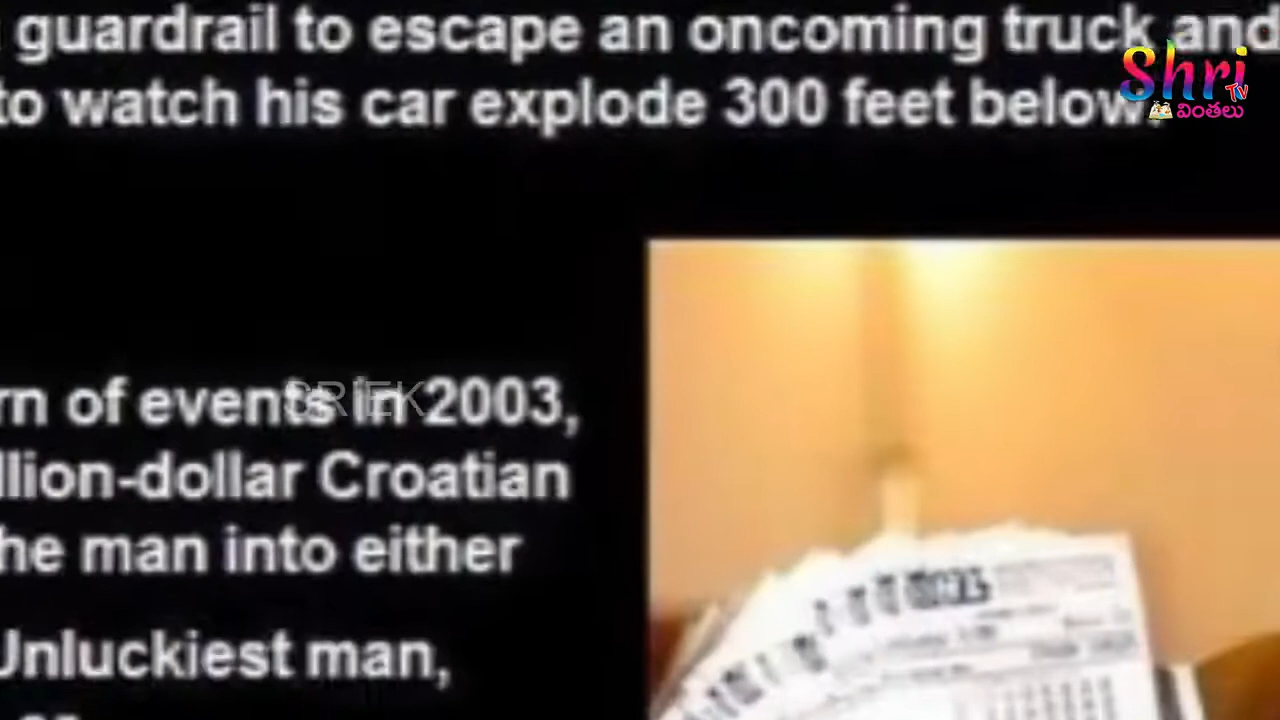 guardrail to escape an oncoming truck and
to watch his car explode 300 feet below.
Shri
TV
వింతలు
rn of events in 2003,
llion-dollar Croatian
he man into either
Unluckiest man,